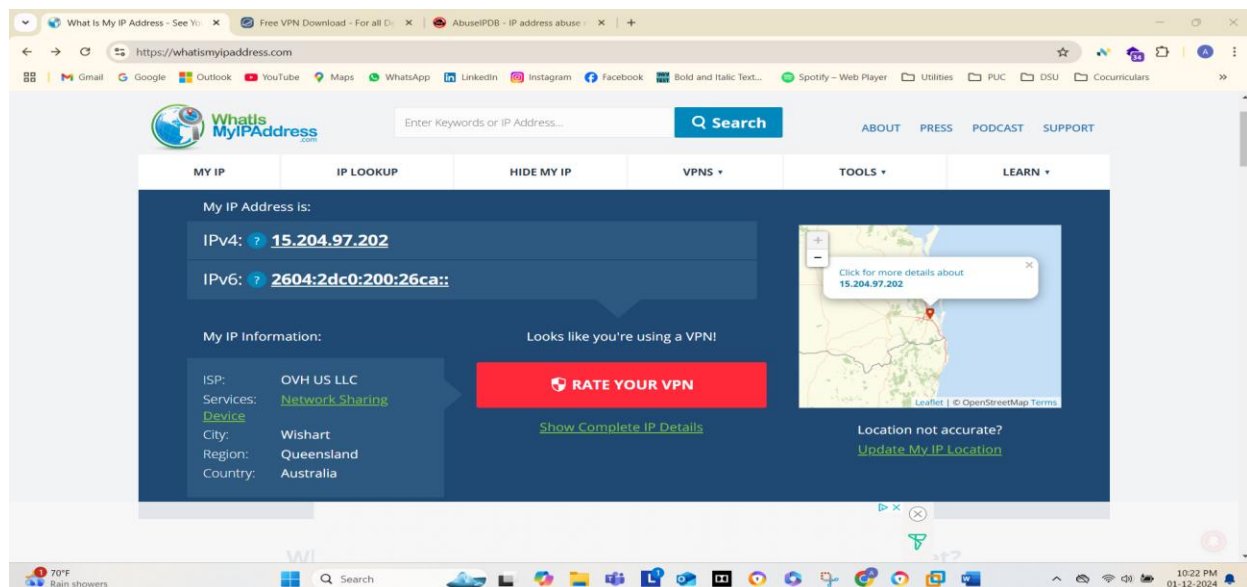 What Is My IP Address - See Yo
Free VPN Download - For all De
AbuseIPDB - IP address abuse r
https://whatismyipaddress.com
34
A
Gmail
Google
Outlook
YouTube
Maps
WhatsApp
LinkedIn
Instagram
Facebook
Bold and Italic Text...
Spotify – Web Player
Utilities
PUC
DSU
Cocurriculars
WhatIs
MyIPAddress
.com
Enter Keywords or IP Address...
Search
ABOUT PRESS PODCAST SUPPORT
MY IP IP LOOKUP HIDE MY IP VPNS TOOLS LEARN
My IP Address is:
IPv4: ? 15.204.97.202
IPv6: ? 2604:2dc0:200:26ca::
Click for more details about
15.204.97.202
My IP Information:
Looks like you're using a VPN!
ISP: OVH US LLC
Services: Network Sharing
Device
City: Wishart
Region: Queensland
Country: Australia
RATE YOUR VPN
Show Complete IP Details
Leaflet | © OpenStreetMap Terms
Location not accurate?
Update My IP Location
70°F
Rain showers
Search
10:22 PM
01-12-2024